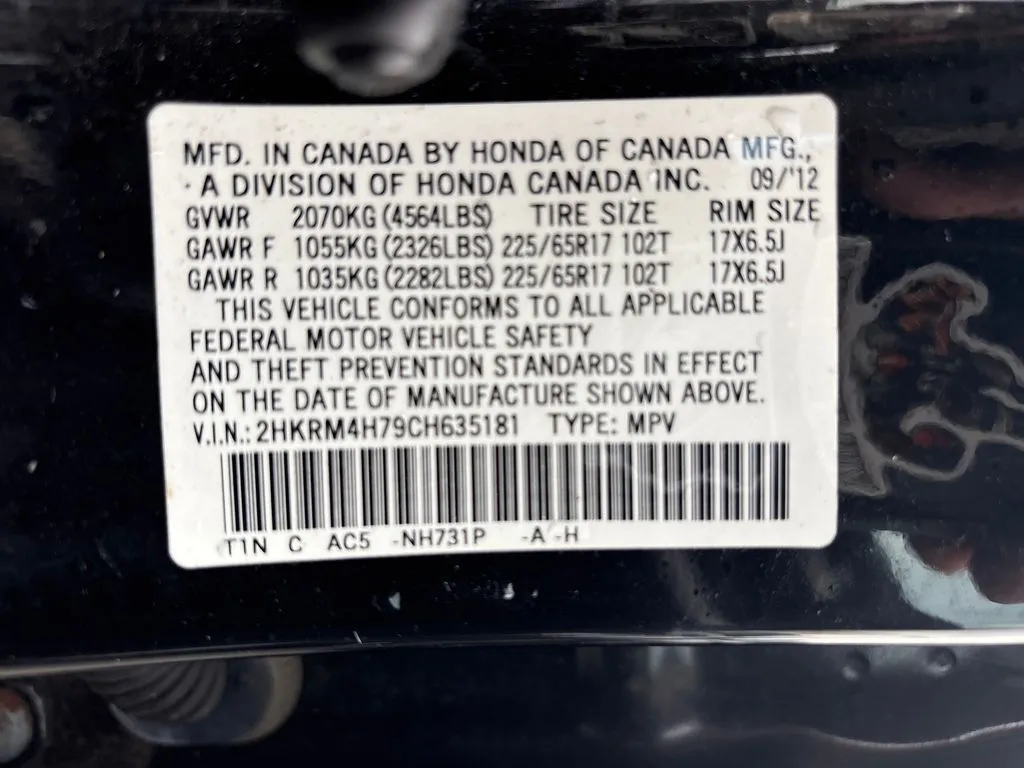 MFD. IN CANADA BY HONDA OF CANADA MFG.,
A DIVISION OF HONDA CANADA INC. 09/'12
GVWR 2070KG (4564LBS) TIRE SIZE RIM SIZE
GAWR F 1055KG (2326LBS) 225/65R17 102T 17X6.5J
GAWR R 1035KG (2282LBS) 225/65R17 102T 17X6.5J
THIS VEHICLE CONFORMS TO ALL APPLICABLE
FEDERAL MOTOR VEHICLE SAFETY
AND THEFT PREVENTION STANDARDS IN EFFECT
ON THE DATE OF MANUFACTURE SHOWN ABOVE.
V.I.N.: 2HKRM4H79CH635181 TYPE: MPV
T1N C AC5 -NH731P -A -H